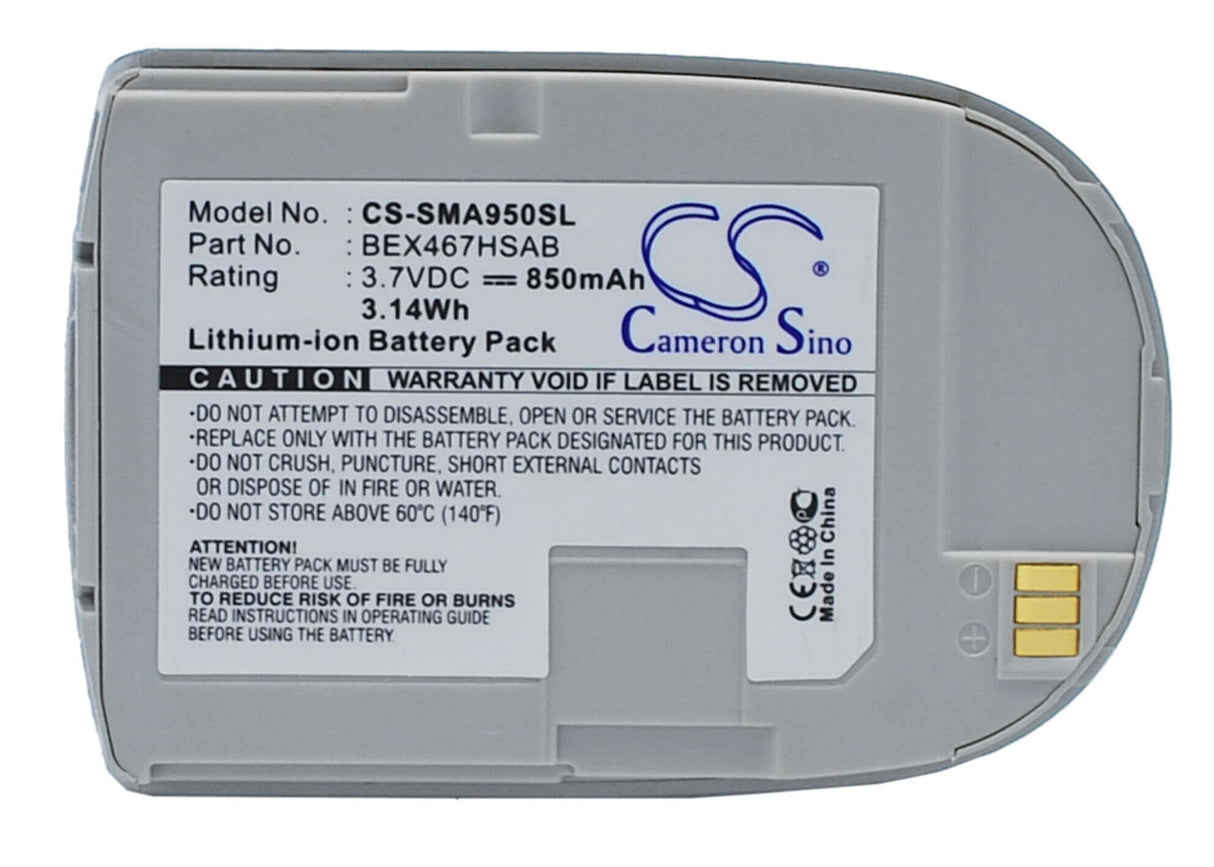 Model No. : CS-SMA950SL
Part No. : BEX467HSAB
Rating : 3.7VDC ⎓ 850mAh
3.14Wh
Lithium-ion Battery Pack
CS ®
Cameron Sino
CAUTION WARRANTY VOID IF LABEL IS REMOVED
·DO NOT ATTEMPT TO DISASSEMBLE, OPEN OR SERVICE THE BATTERY PACK.
·REPLACE ONLY WITH THE BATTERY PACK DESIGNATED FOR THIS PRODUCT.
·DO NOT CRUSH, PUNCTURE, SHORT EXTERNAL CONTACTS
OR DISPOSE OF IN FIRE OR WATER.
·DO NOT STORE ABOVE 60°C (140°F)
ATTENTION!
NEW BATTERY PACK MUST BE FULLY
CHARGED BEFORE USE.
TO REDUCE RISK OF FIRE OR BURNS
READ INSTRUCTIONS IN OPERATING GUIDE
BEFORE USING THE BATTERY.
CE PC
Made in China
−
+